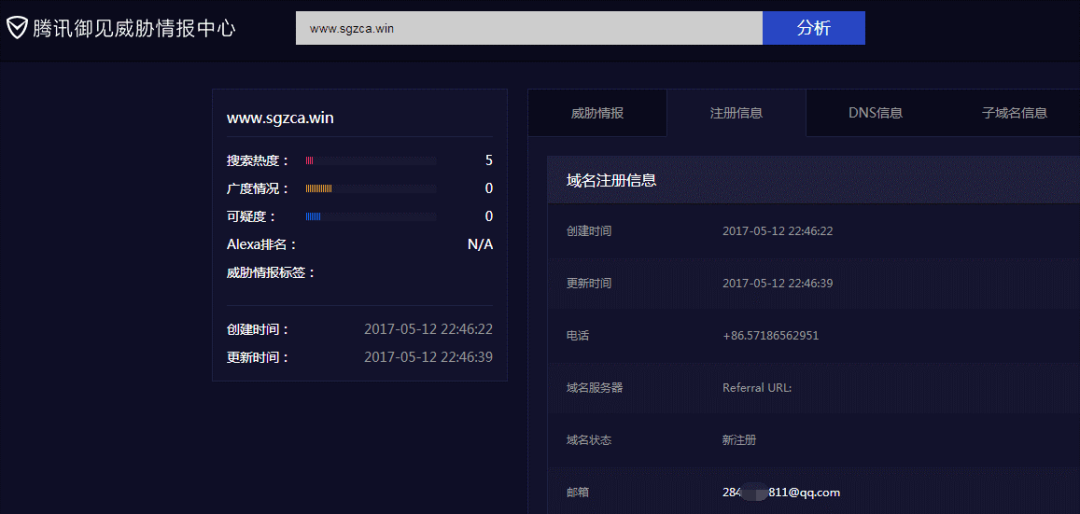 腾讯御见威胁情报中心
www.sgzca.win
分析
www.sgzca.win
搜索热度： 5
广度情况： 0
可疑度： 0
Alexa排名： N/A
威胁情报标签：
创建时间： 2017-05-12 22:46:22
更新时间： 2017-05-12 22:46:39
威胁情报 注册信息 DNS信息 子域名信息
域名注册信息
创建时间 2017-05-12 22:46:22
更新时间 2017-05-12 22:46:39
电话 +86.57186562951
域名服务器 Referral URL:
域名状态 新注册
邮箱 284 811@qq.com